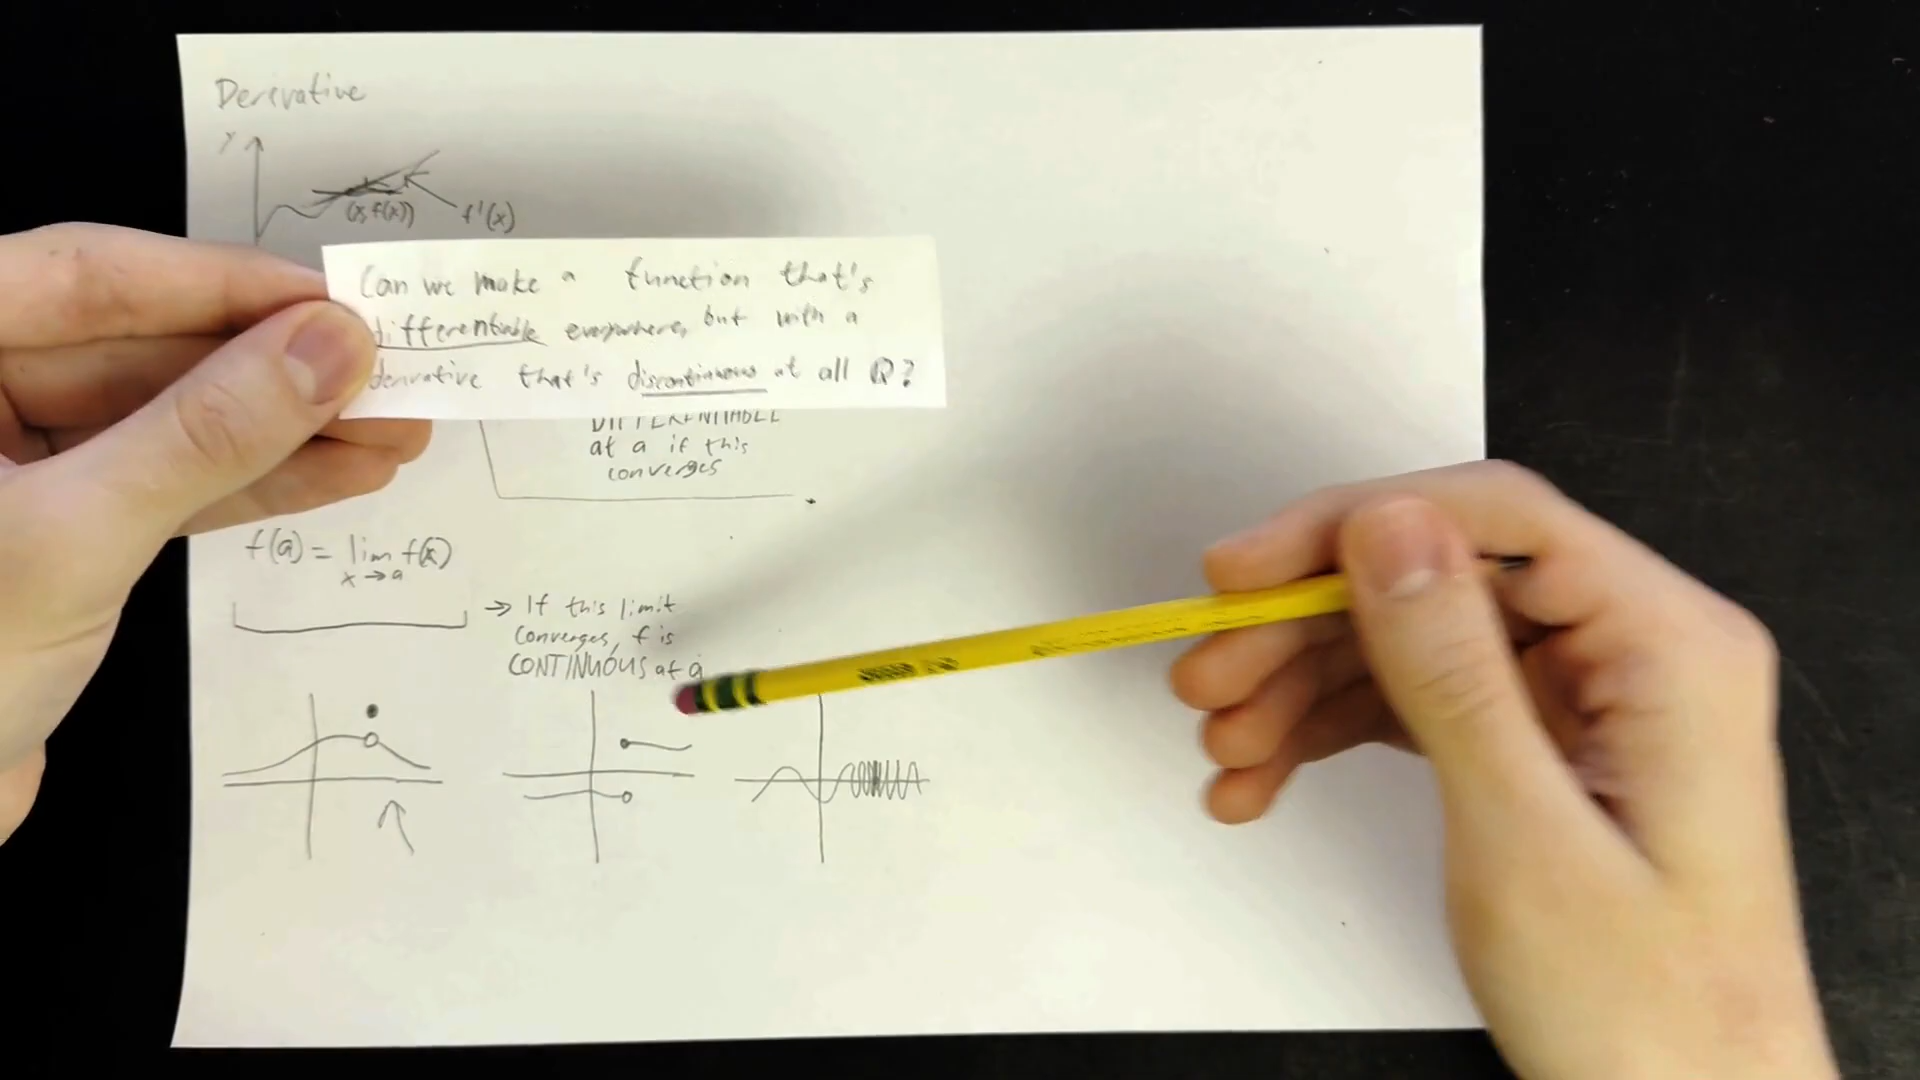 Derivative
y
(x, f(x))
f'(x)
Can we make a function that's
differentiable everywhere, but with a
derivative that's discontinuous at all Q?
DIFFERENTIABLE
at a if this
converges
f(a) = lim f(x)
x→a
→ If this limit
converges, f is
CONTINUOUS at a